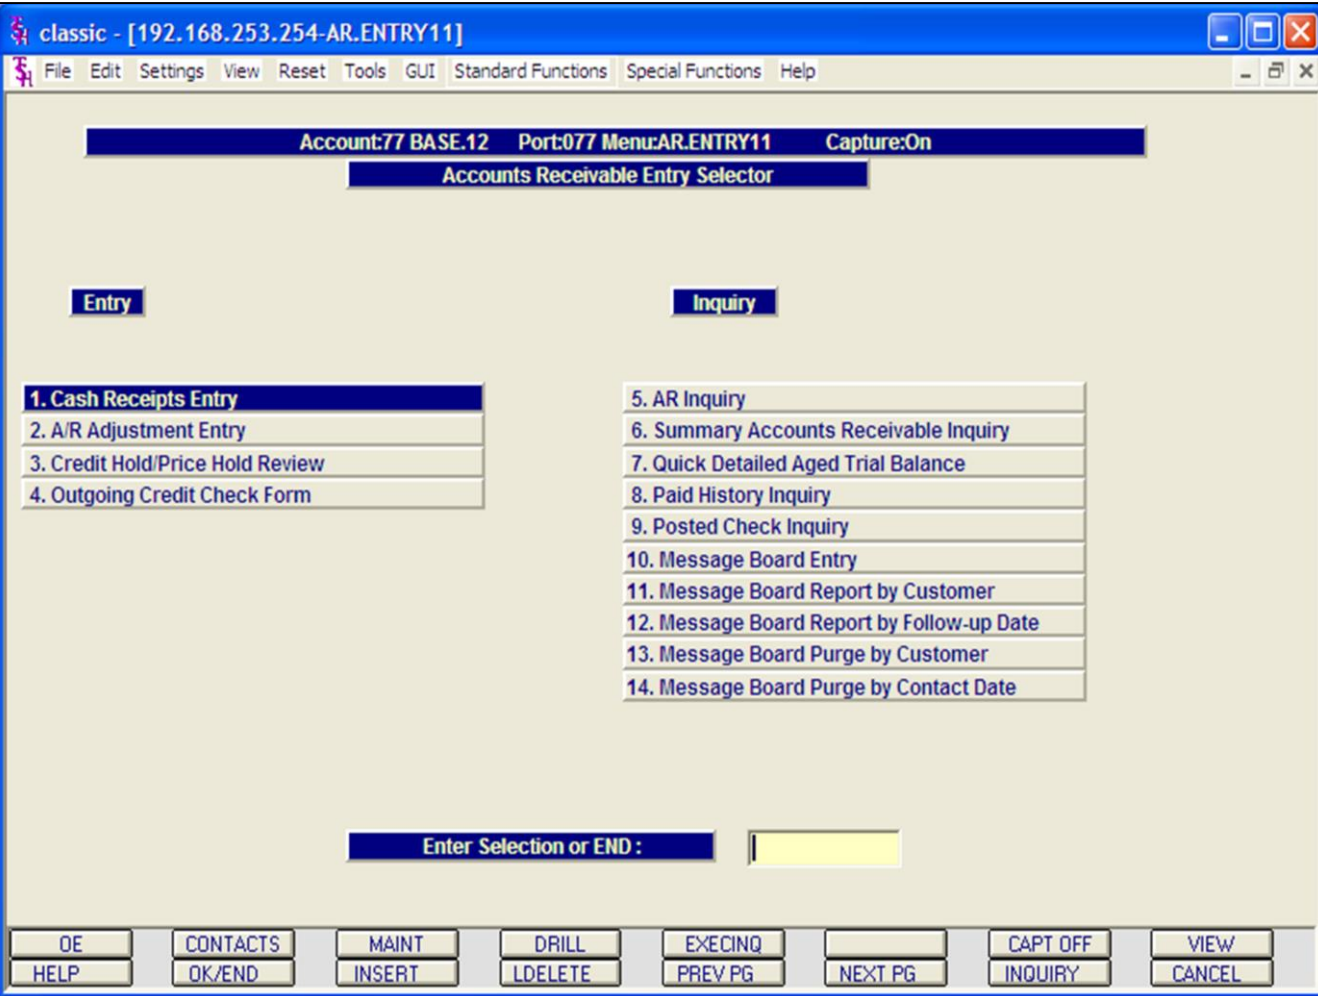 classic - [192.168.253.254-AR.ENTRY11]
File Edit Settings View Reset Tools GUI Standard Functions Special Functions Help
Account:77 BASE.12 Port:077 Menu:AR.ENTRY11 Capture:On
Accounts Receivable Entry Selector
Entry
1. Cash Receipts Entry
2. A/R Adjustment Entry
3. Credit Hold/Price Hold Review
4. Outgoing Credit Check Form
Inquiry
5. AR Inquiry
6. Summary Accounts Receivable Inquiry
7. Quick Detailed Aged Trial Balance
8. Paid History Inquiry
9. Posted Check Inquiry
10. Message Board Entry
11. Message Board Report by Customer
12. Message Board Report by Follow-up Date
13. Message Board Purge by Customer
14. Message Board Purge by Contact Date
Enter Selection or END :
OE CONTACTS MAINT DRILL EXECINQ CAPT OFF VIEW
HELP OK/END INSERT LDELETE PREV PG NEXT PG INQUIRY CANCEL